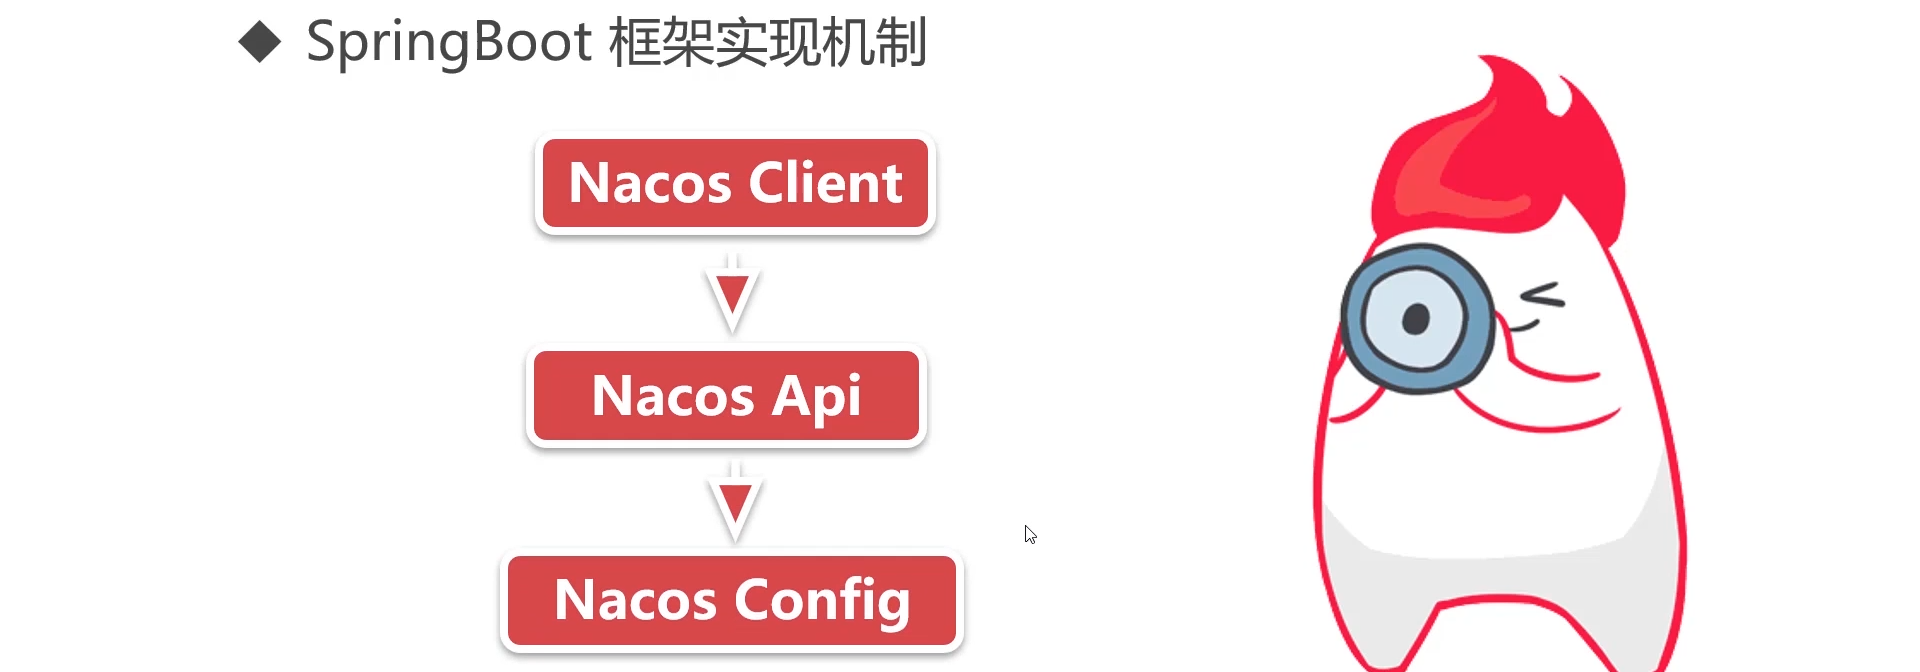 ◆ SpringBoot 框架实现机制
Nacos Client
Nacos Api
Nacos Config